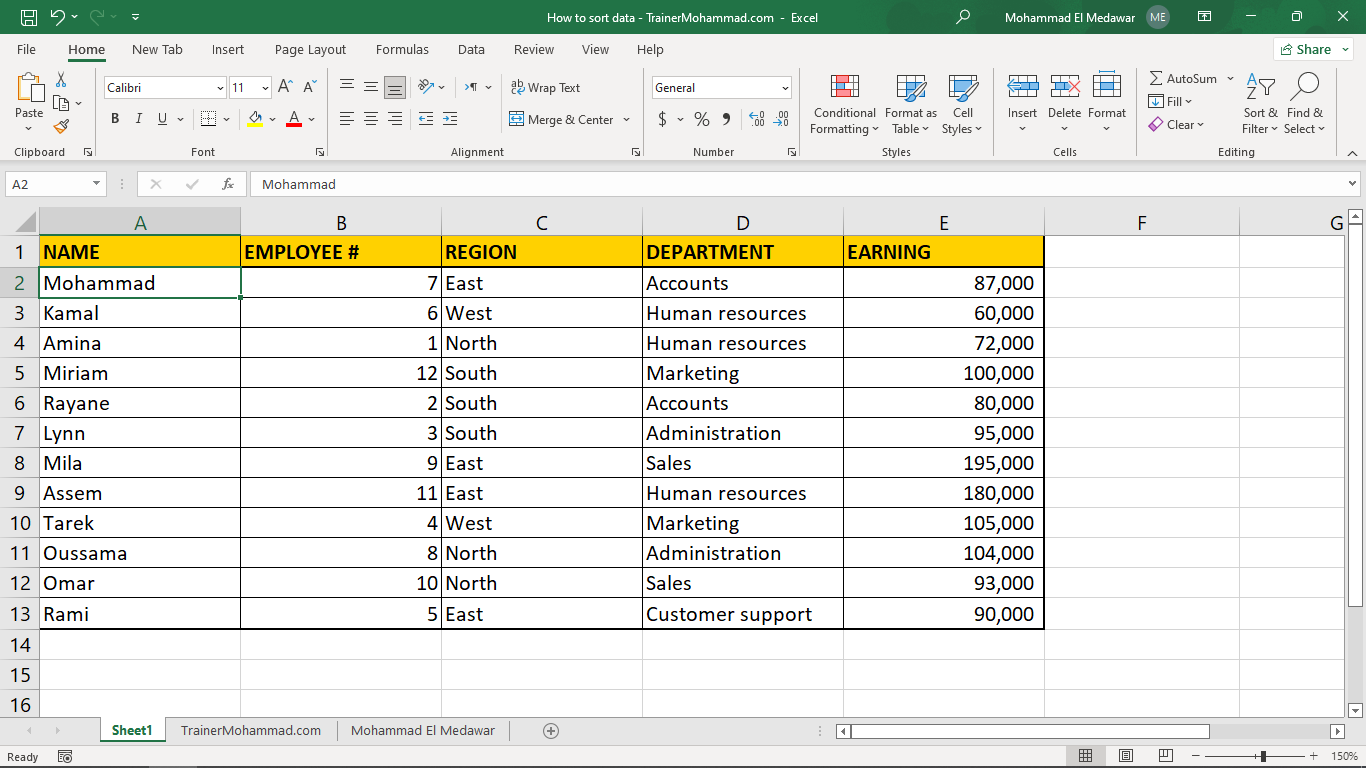 How to sort data - TrainerMohammad.com - Excel
Mohammad El Medawar ME
File Home New Tab Insert Page Layout Formulas Data Review View Help Share
Paste
Clipboard
Calibri 11
B I U A
Font
Wrap Text
Merge & Center
Alignment
General
$ % 9
Number
Conditional Formatting
Format as Table
Cell Styles
Styles
Insert Delete Format
Cells
AutoSum
Fill
Clear
Sort & Filter
Find & Select
Editing
A2 fx Mohammad
A B C D E F G
1 NAME EMPLOYEE # REGION DEPARTMENT EARNING
2 Mohammad 7 East Accounts 87,000
3 Kamal 6 West Human resources 60,000
4 Amina 1 North Human resources 72,000
5 Miriam 12 South Marketing 100,000
6 Rayane 2 South Accounts 80,000
7 Lynn 3 South Administration 95,000
8 Mila 9 East Sales 195,000
9 Assem 11 East Human resources 180,000
10 Tarek 4 West Marketing 105,000
11 Oussama 8 North Administration 104,000
12 Omar 10 North Sales 93,000
13 Rami 5 East Customer support 90,000
14
15
16
Sheet1 TrainerMohammad.com Mohammad El Medawar
Ready 150%